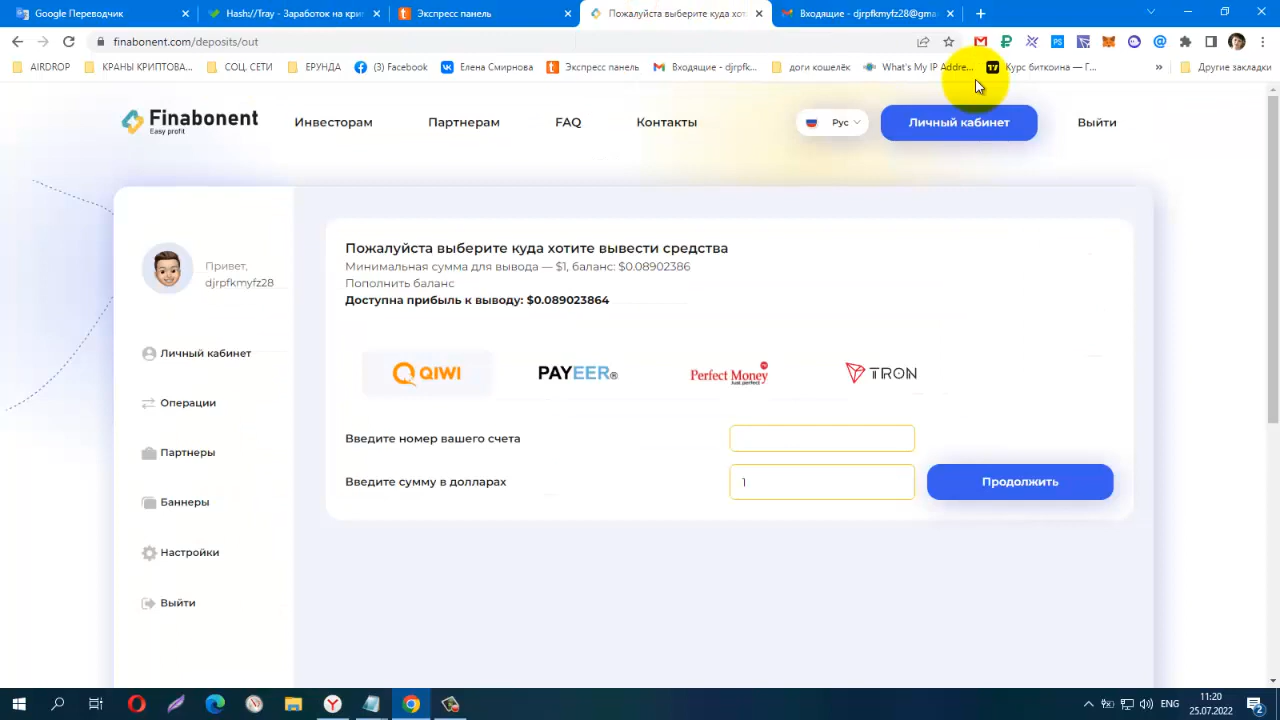 Google Переводчик
Hash://Tray - Заработок на кри
Экспресс панель
Пожалуйста выберите куда хот
Входящие - djrpfkmyfz28@gma
finabonent.com/deposits/out
AIRDROP
КРАНЫ КРИПТОВА...
СОЦ. СЕТИ
ЕРУНДА
(3) Facebook
Елена Смирнова
Экспресс панель
Входящие - djrpfk...
доги кошелёк
What's My IP Addre...
Курс биткоина — Г...
»
Другие закладки
Finabonent
Easy profit
Инвесторам
Партнерам
FAQ
Контакты
Рус
Личный кабинет
Выйти
Привет,
djrpfkmyfz28
Личный кабинет
Операции
Партнеры
Баннеры
Настройки
Выйти
Пожалуйста выберите куда хотите вывести средства
Минимальная сумма для вывода — $1, баланс: $0.08902386
Пополнить баланс
Доступна прибыль к выводу: $0.089023864
QIWI
PAYEER®
Perfect Money
Just perfect
TRON
Введите номер вашего счета
Введите сумму в долларах
1
Продолжить
ENG
11:20
25.07.2022
2